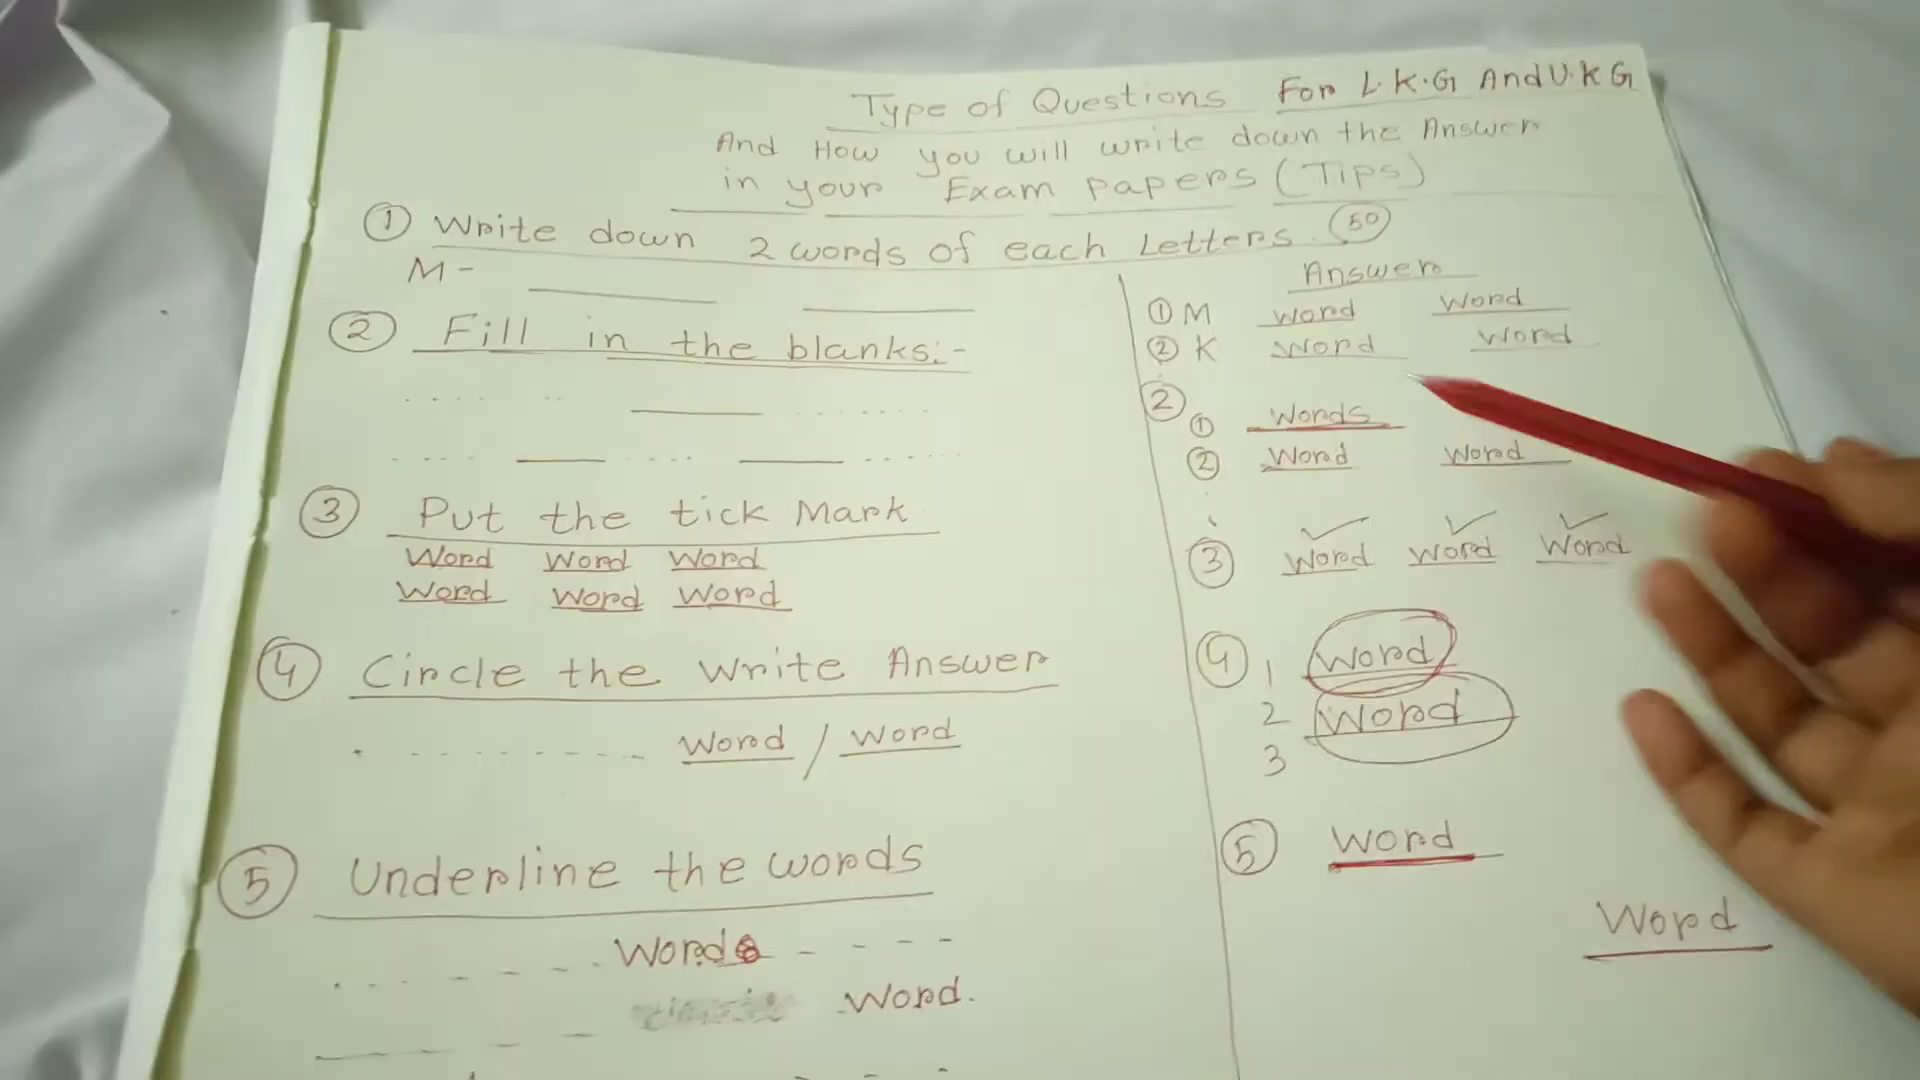 Type of Questions For L.K.G And U.K G
And How you will write down the Answer
in your Exam papers (Tips)
① Write down 2 words of each Letters. 50
M -
② Fill in the blanks:-
③ Put the tick Mark
Word Word Word
Word Word Word
④ Circle the write Answer
Word / Word
⑤ Underline the words
Words
Word.
Answer
① M Word Word
② K Word Word
②
① Words
② Word Word
③ Word Word Word
④ 1 Word
2 Word
3
⑤ Word
Word